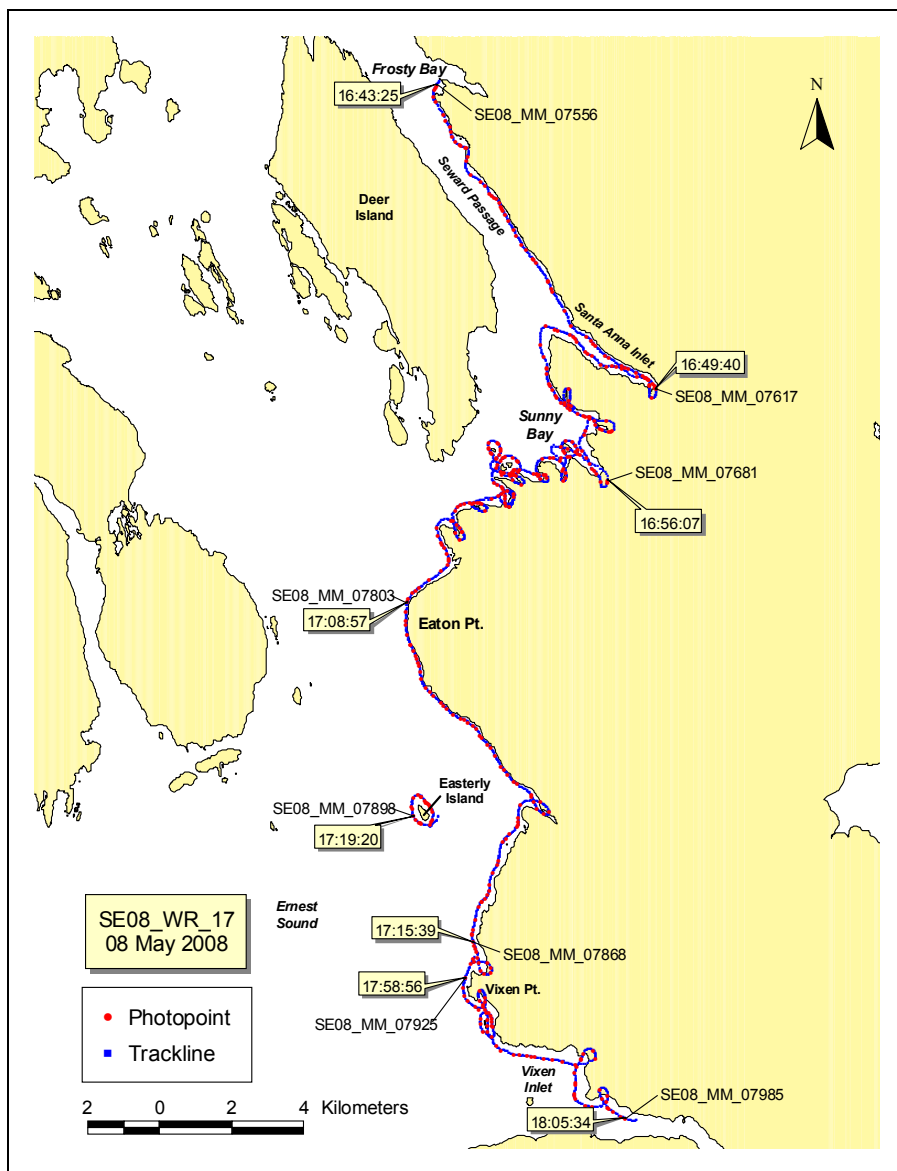 Frosty Bay
16:43:25
SE08_MM_07556
N
Seward Passage
Deer
Island
Santa Anna Inlet
16:49:40
SE08_MM_07617
Sunny
Bay
SE08_MM_07681
16:56:07
SE08_MM_07803
17:08:57
Eaton Pt.
Easterly
Island
SE08_MM_07898
17:19:20
SE08_WR_17
08 May 2008
Ernest
Sound
17:15:39
SE08_MM_07868
17:58:56
Vixen Pt.
SE08_MM_07925
Photopoint
Trackline
Vixen
Inlet
SE08_MM_07985
18:05:34
2 0 2 4 Kilometers